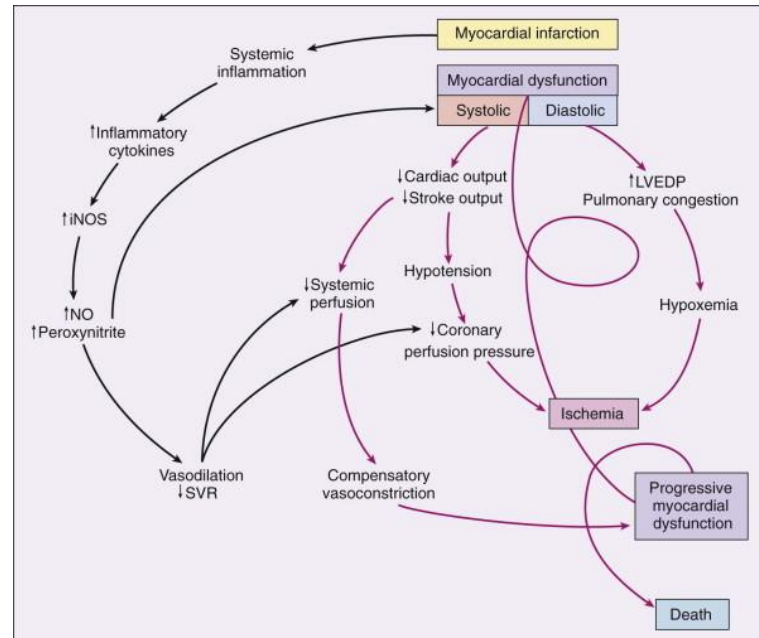 Myocardial infarction
Systemic
inflammation
Myocardial dysfunction
Systolic
Diastolic
↑Inflammatory
cytokines
↓Cardiac output
↓Stroke output
↑LVEDP
Pulmonary congestion
↑iNOS
Hypotension
↓Systemic
perfusion
Hypoxemia
↑NO
↑Peroxynitrite
↓Coronary
perfusion pressure
Ischemia
Vasodilation
↓SVR
Compensatory
vasoconstriction
Progressive
myocardial
dysfunction
Death